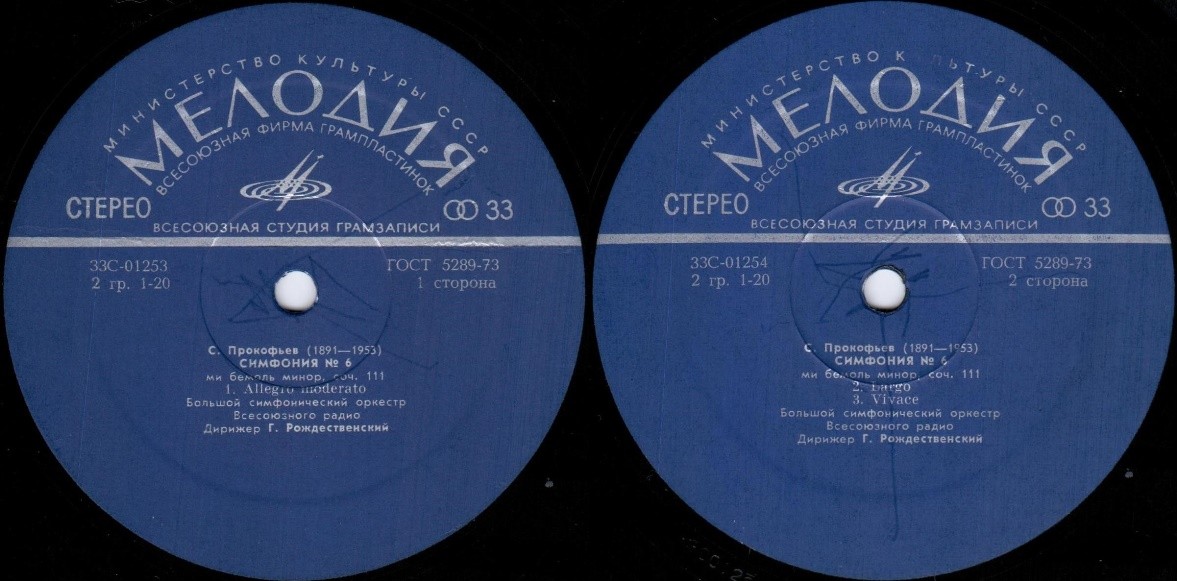 МИНИСТЕРСТВО КУЛЬТУРЫ СССР
МЕЛОДИЯ
ВСЕСОЮЗНАЯ ФИРМА ГРАМПЛАСТИНОК
СТЕРЕО
33
ВСЕСОЮЗНАЯ СТУДИЯ ГРАМЗАПИСИ
33С-01253
ГОСТ 5289-73
2 гр. 1-20
1 сторона
С. Прокофьев (1891—1953)
СИМФОНИЯ № 6
ми бемоль минор, соч. 111
1. Allegro moderato
Большой симфонический оркестр
Всесоюзного радио
Дирижер Г. Рождественский
МИНИСТЕРСТВО К ЬТУРЫ СССР
МЕЛОДИЯ
ВСЕСОЮЗНАЯ ФИРМА ГРАМПЛАСТИНОК
СТЕРЕО
33
ВСЕСОЮЗНАЯ СТУДИЯ ГРАМЗАПИСИ
33С-01254
ГОСТ 5289-73
2 гр. 1-20
2 сторона
С. Прокофьев (1891—1953)
СИМФОНИЯ № 6
ми бемоль минор, соч. 111
2. Largo
3. Vivace
Большой симфонический оркестр
Всесоюзного радио
Дирижер Г. Рождественский